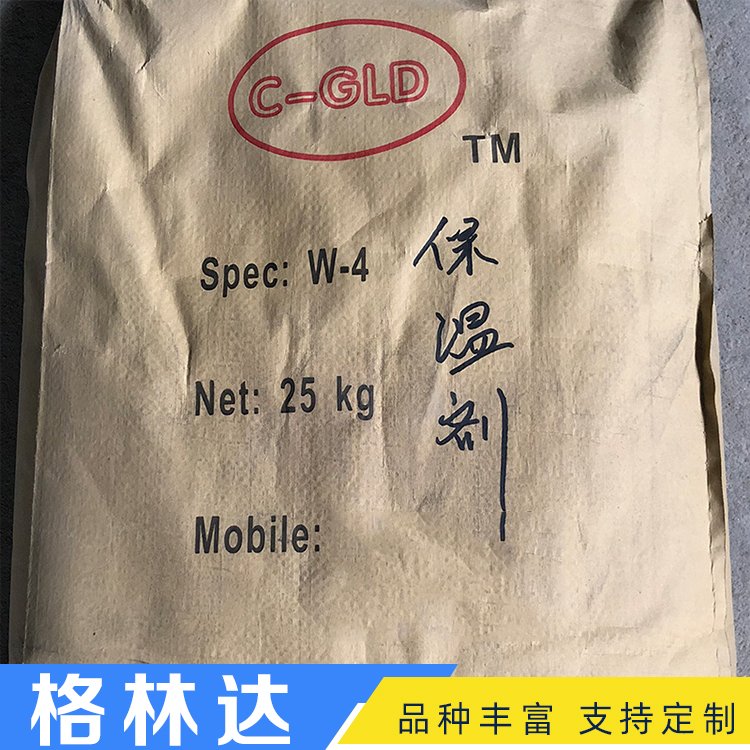 C-GLD
TM
Spec: W-4
Net: 25 kg
Mobile:
保温剂
格林达
品种丰富 支持定制